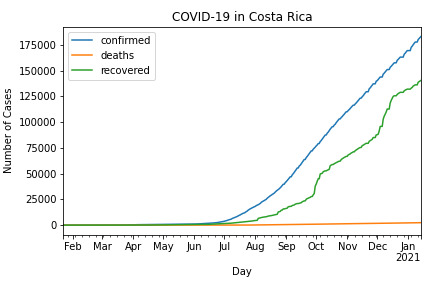 COVID-19 in Costa Rica
confirmed
deaths
recovered
Number of Cases
175000
150000
125000
100000
75000
50000
25000
0
Feb Mar Apr May Jun Jul Aug Sep Oct Nov Dec Jan
2021
Day